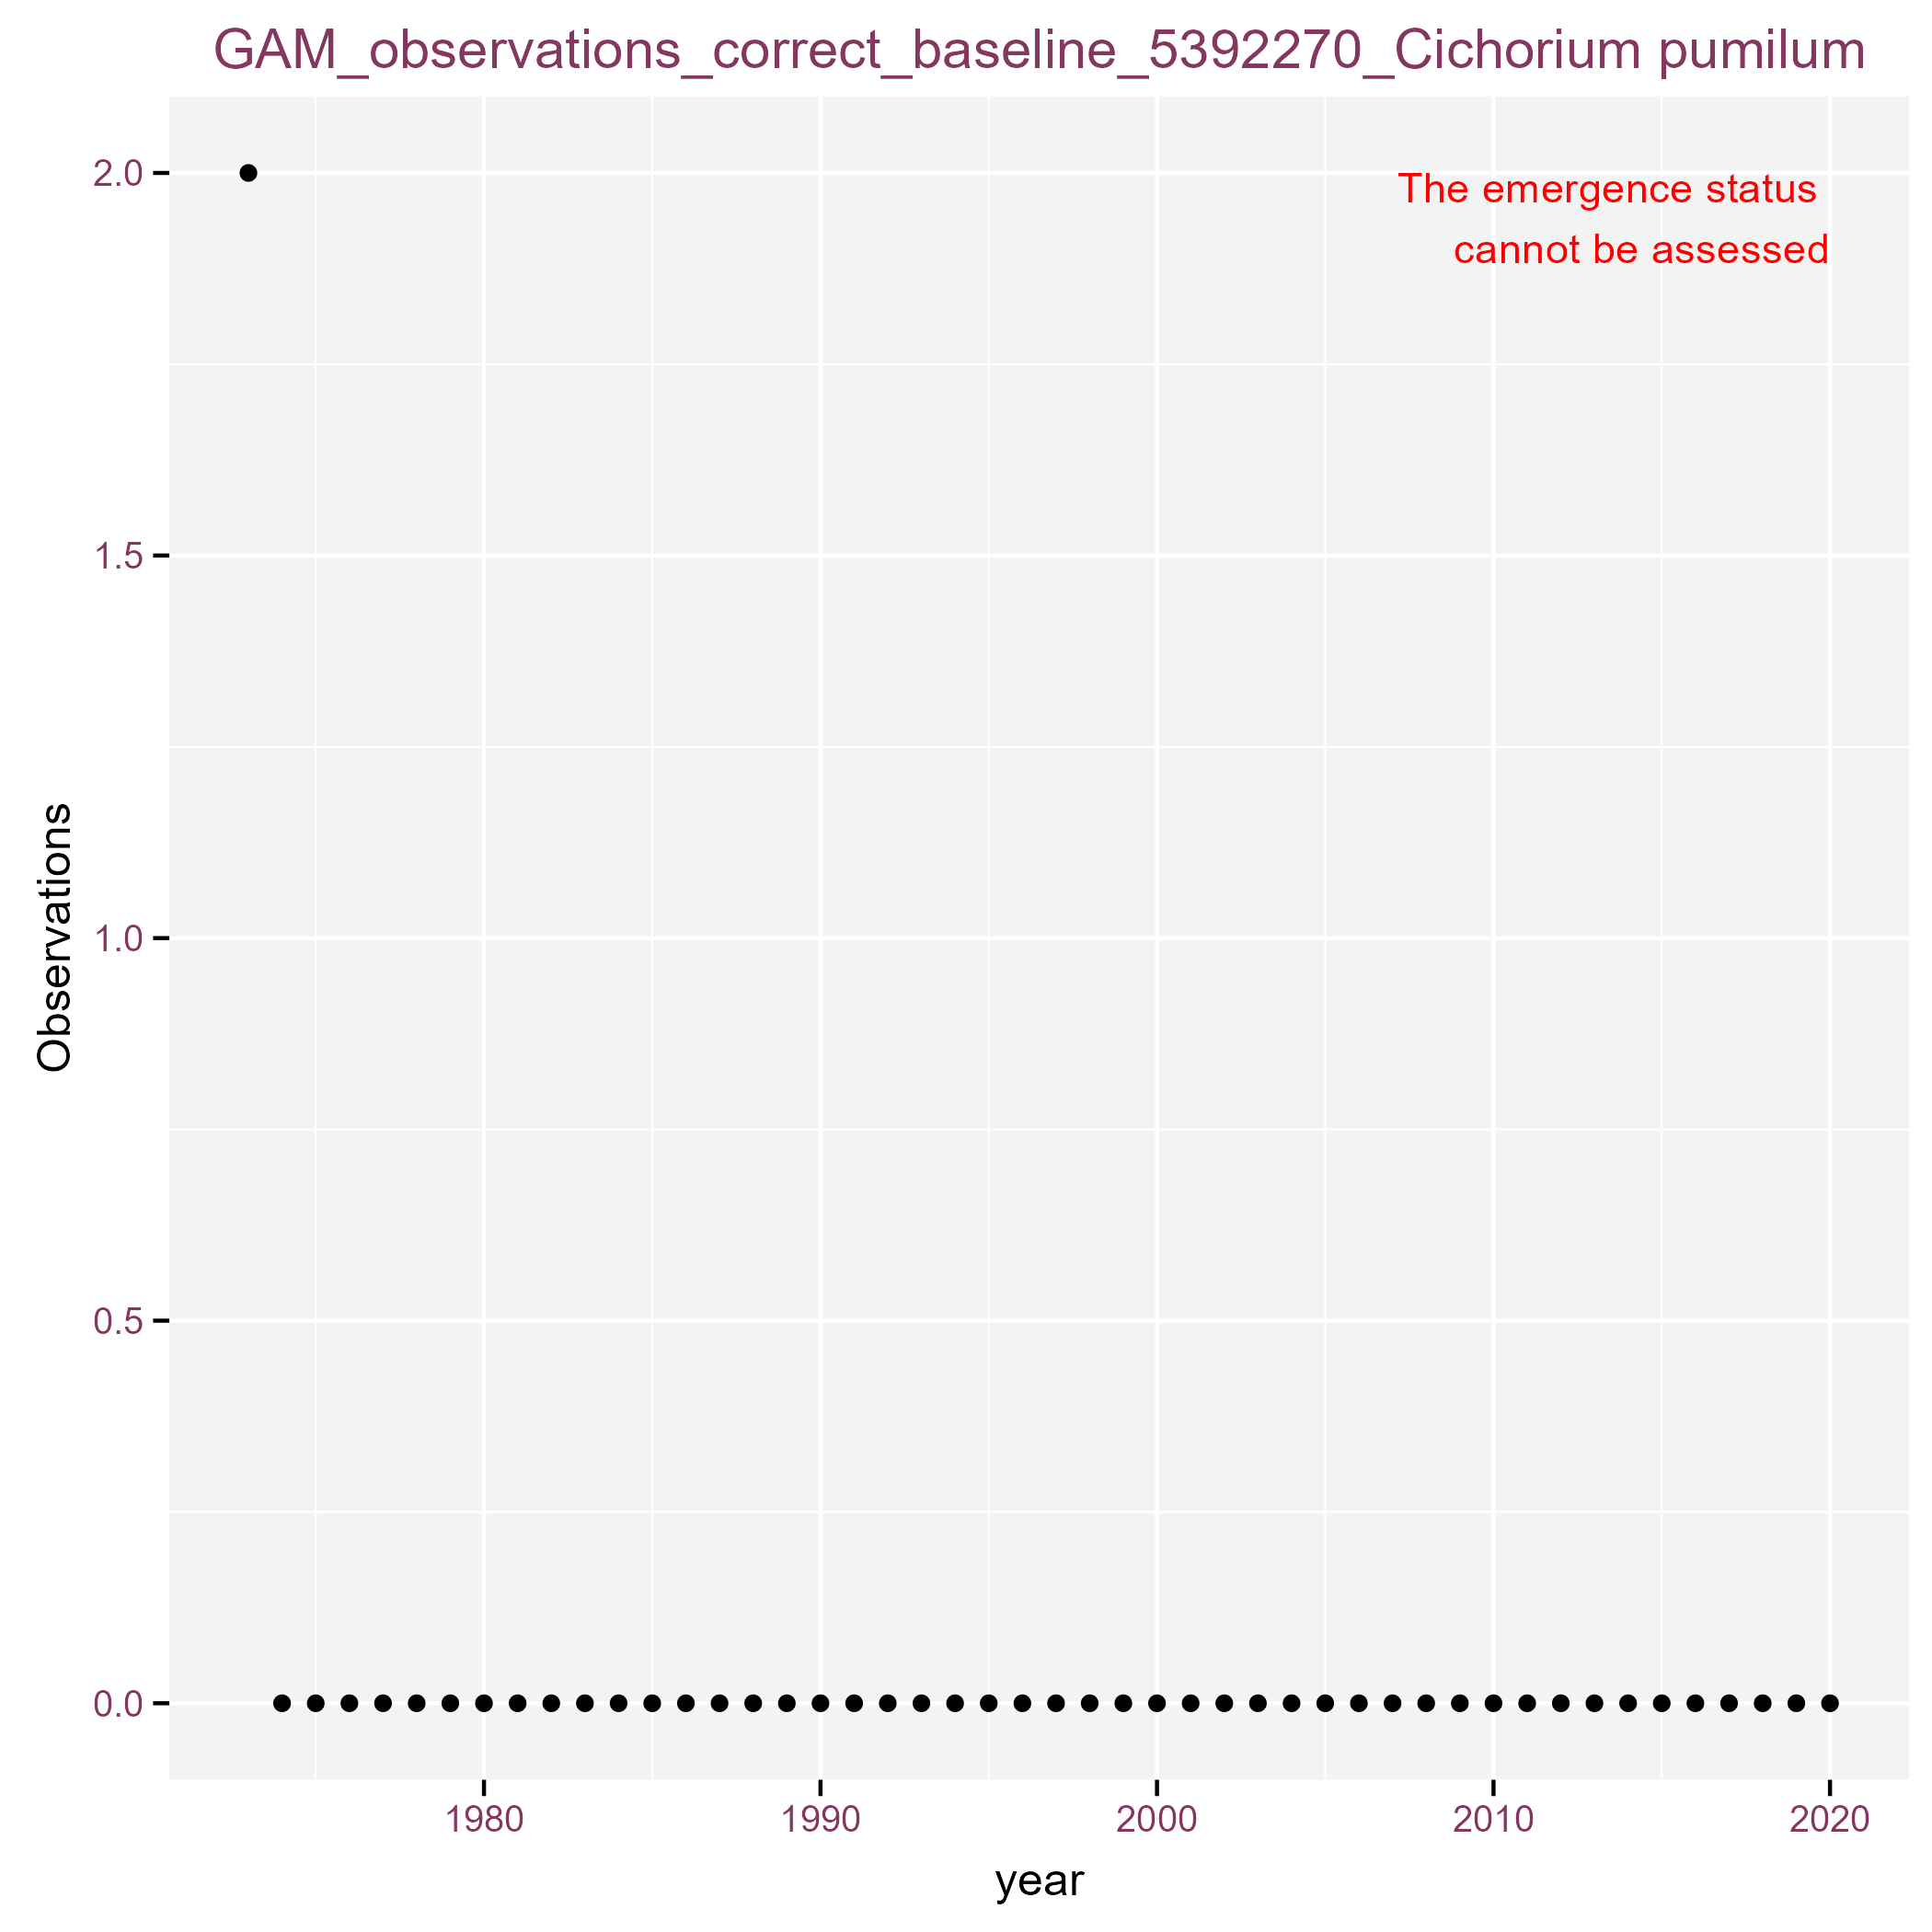 GAM_observations_correct_baseline_5392270_Cichorium pumilum
The emergence status
cannot be assessed
2.0
1.5
1.0
0.5
0.0
Observations
1980 1990 2000 2010 2020
year